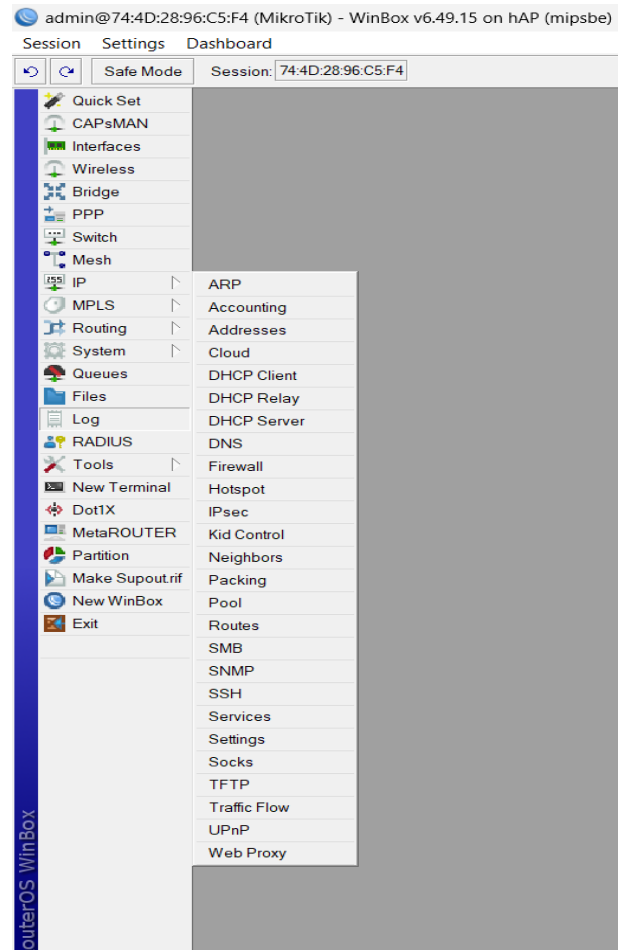 admin@74:4D:28:96:C5:F4 (MikroTik) - WinBox v6.49.15 on hAP (mipsbe)
Session Settings Dashboard
Safe Mode Session: 74:4D:28:96:C5:F4
Quick Set
CAPsMAN
Interfaces
Wireless
Bridge
PPP
Switch
Mesh
255 IP
MPLS
Routing
System
Queues
Files
Log
RADIUS
Tools
New Terminal
Dot1X
MetaROUTER
Partition
Make Supout.rif
New WinBox
Exit
ARP
Accounting
Addresses
Cloud
DHCP Client
DHCP Relay
DHCP Server
DNS
Firewall
Hotspot
IPsec
Kid Control
Neighbors
Packing
Pool
Routes
SMB
SNMP
SSH
Services
Settings
Socks
TFTP
Traffic Flow
UPnP
Web Proxy
outerOS WinBox